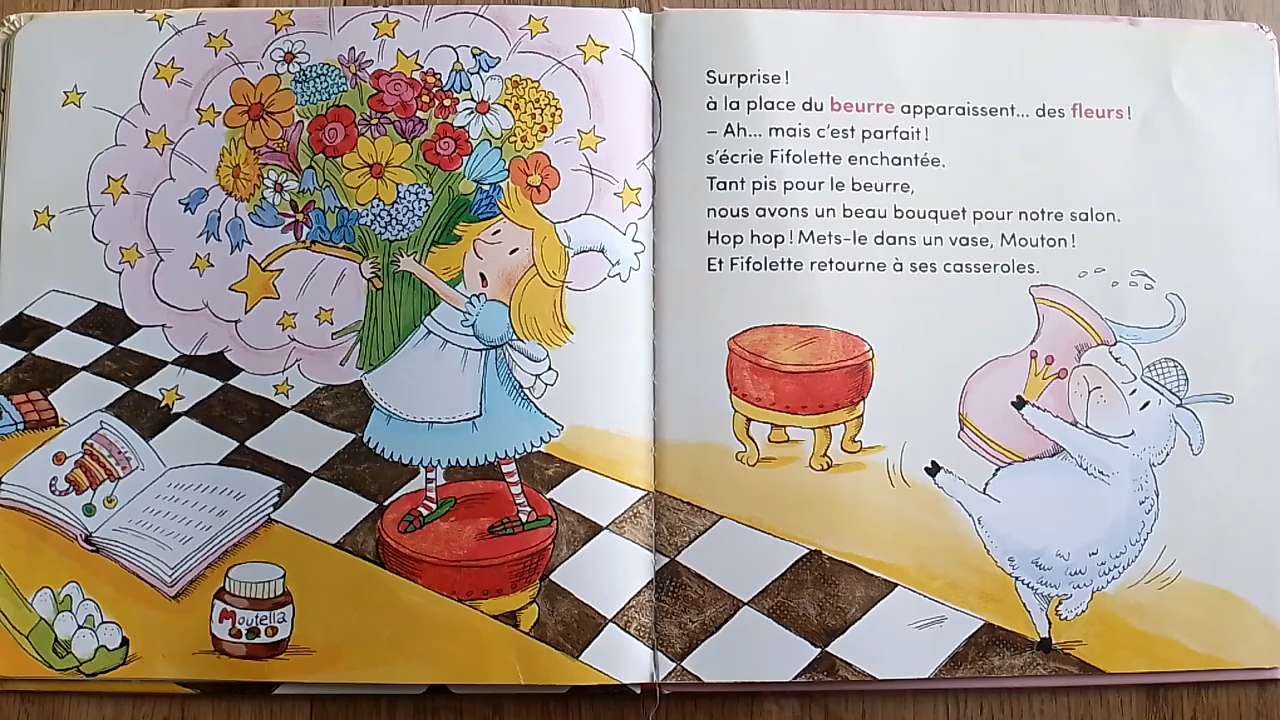 Surprise !
à la place du beurre apparaissent... des fleurs !
– Ah... mais c'est parfait !
s'écrie Fifolette enchantée.
Tant pis pour le beurre,
nous avons un beau bouquet pour notre salon.
Hop hop ! Mets-le dans un vase, Mouton !
Et Fifolette retourne à ses casseroles.
Moutella